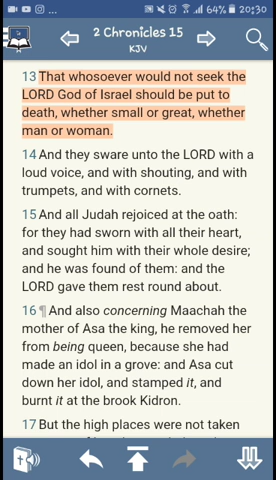 64% 20:30
2 Chronicles 15
KJV
13 That whosoever would not seek the
LORD God of Israel should be put to
death, whether small or great, whether
man or woman.
14 And they sware unto the LORD with a
loud voice, and with shouting, and with
trumpets, and with cornets.
15 And all Judah rejoiced at the oath:
for they had sworn with all their heart,
and sought him with their whole desire;
and he was found of them: and the
LORD gave them rest round about.
16 ¶ And also concerning Maachah the
mother of Asa the king, he removed her
from being queen, because she had
made an idol in a grove: and Asa cut
down her idol, and stamped it, and
burnt it at the brook Kidron.
17 But the high places were not taken